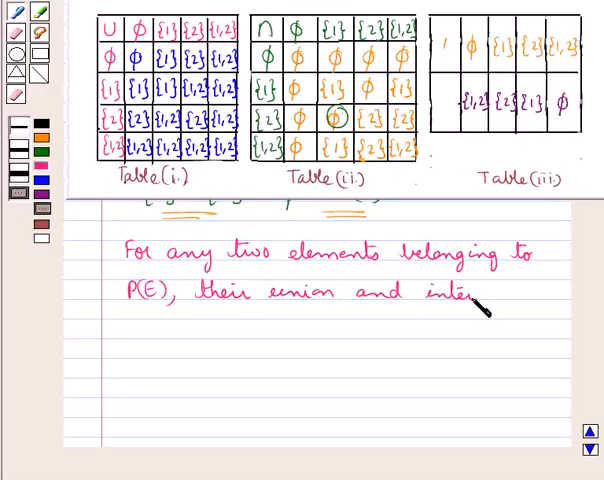 ∪ ϕ {1} {2} {1,2}
ϕ ϕ {1} {2} {1,2}
{1} {1} {1} {1,2} {1,2}
{2} {2} {1,2} {2} {1,2}
{1,2} {1,2} {1,2} {1,2} {1,2}
Table(i.)
∩ ϕ {1} {2} {1,2}
ϕ ϕ ϕ ϕ ϕ
{1} ϕ {1} ϕ {1}
{2} ϕ ϕ {2} {2}
{1,2} ϕ {1} {2} {1,2}
Table(ii.)
' ϕ {1} {2} {1,2}
{1,2} {2} {1} ϕ
Table(iii.)
For any two elements belonging to
P(E), their union and inte